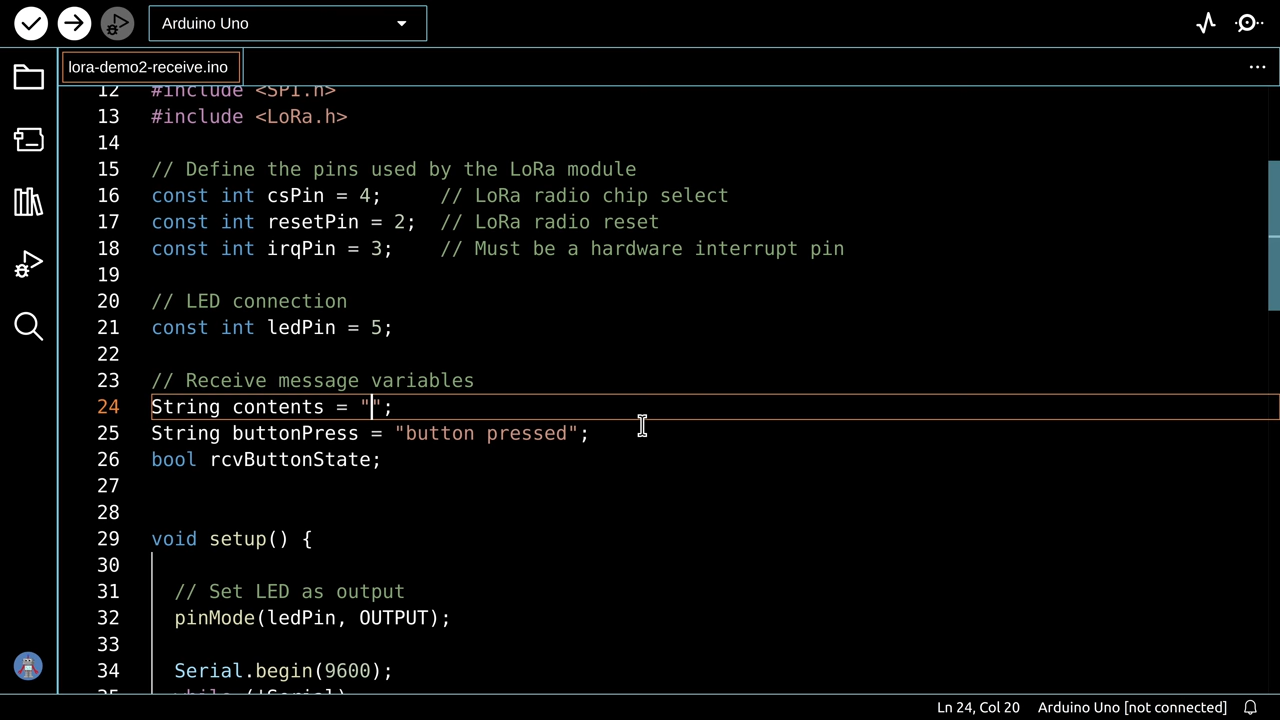 Arduino Uno
lora-demo2-receive.ino
12 #include <SPI.h>
13 #include <LoRa.h>
14
15 // Define the pins used by the LoRa module
16 const int csPin = 4;     // LoRa radio chip select
17 const int resetPin = 2;  // LoRa radio reset
18 const int irqPin = 3;    // Must be a hardware interrupt pin
19
20 // LED connection
21 const int ledPin = 5;
22
23 // Receive message variables
24 String contents = "";
25 String buttonPress = "button pressed";
26 bool rcvButtonState;
27
28
29 void setup() {
30
31   // Set LED as output
32   pinMode(ledPin, OUTPUT);
33
34   Serial.begin(9600);
35   while (!Serial)
Ln 24, Col 20 Arduino Uno [not connected]